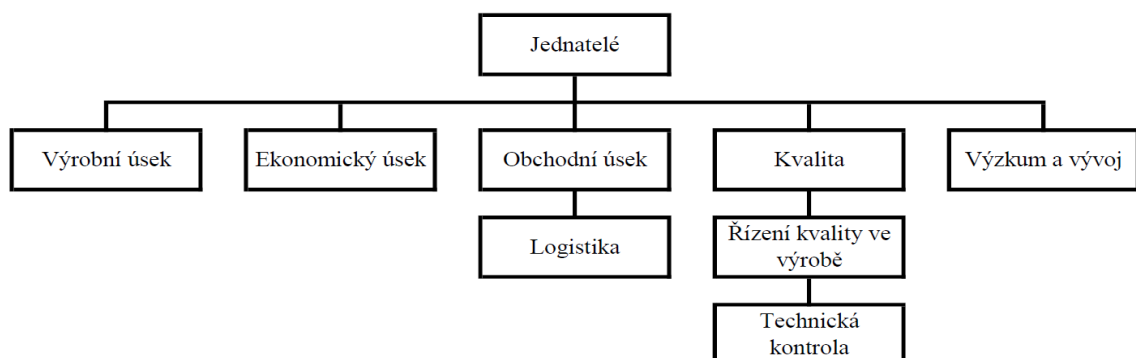 Jednatelé
Výrobní úsek
Ekonomický úsek
Obchodní úsek
Kvalita
Výzkum a vývoj
Logistika
Řízení kvality ve
výrobě
Technická
kontrola